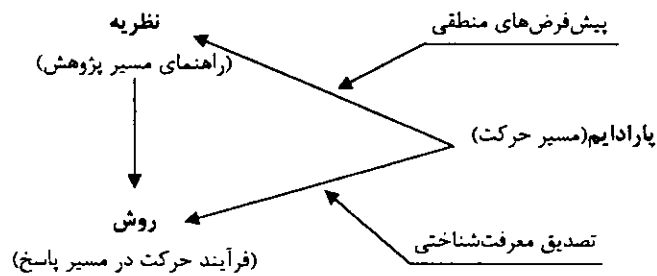 پیش‌فرض‌های منطقی
نظریه
(راهنمای مسیر پژوهش)
پارادایم(مسیر حرکت)
روش
(فرآیند حرکت در مسیر پاسخ)
تصدیق معرفت‌شناختی